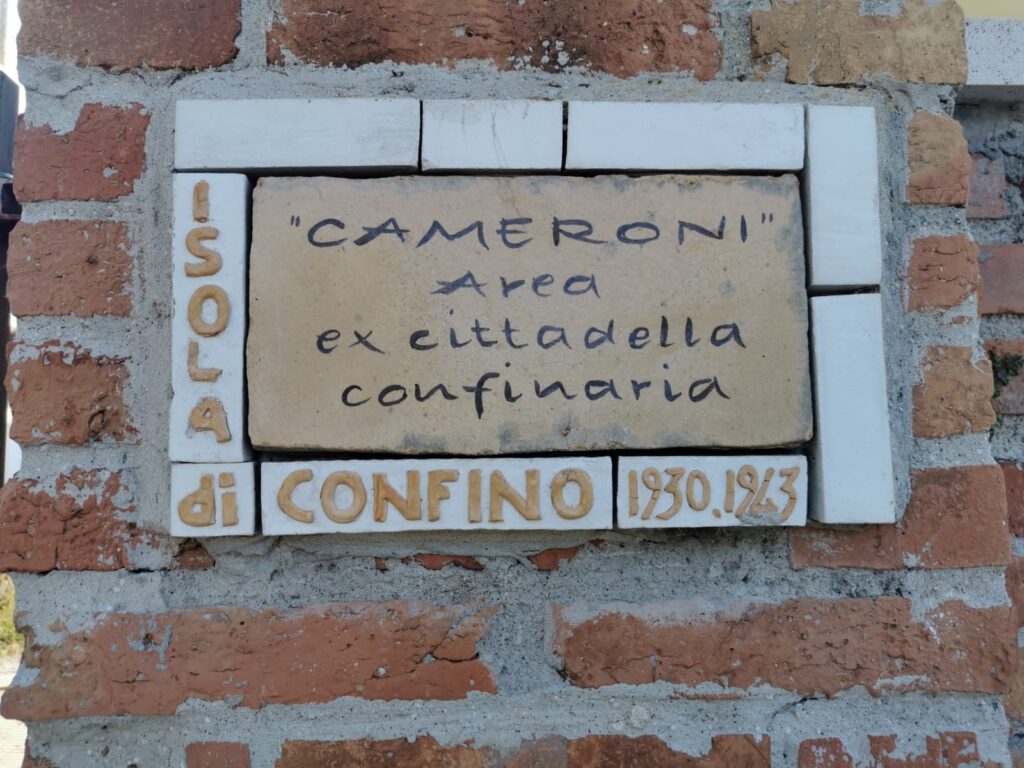 "CAMERONI"
Area
ex cittadella
confinaria
ISOLA
di CONFINO 1930.1943